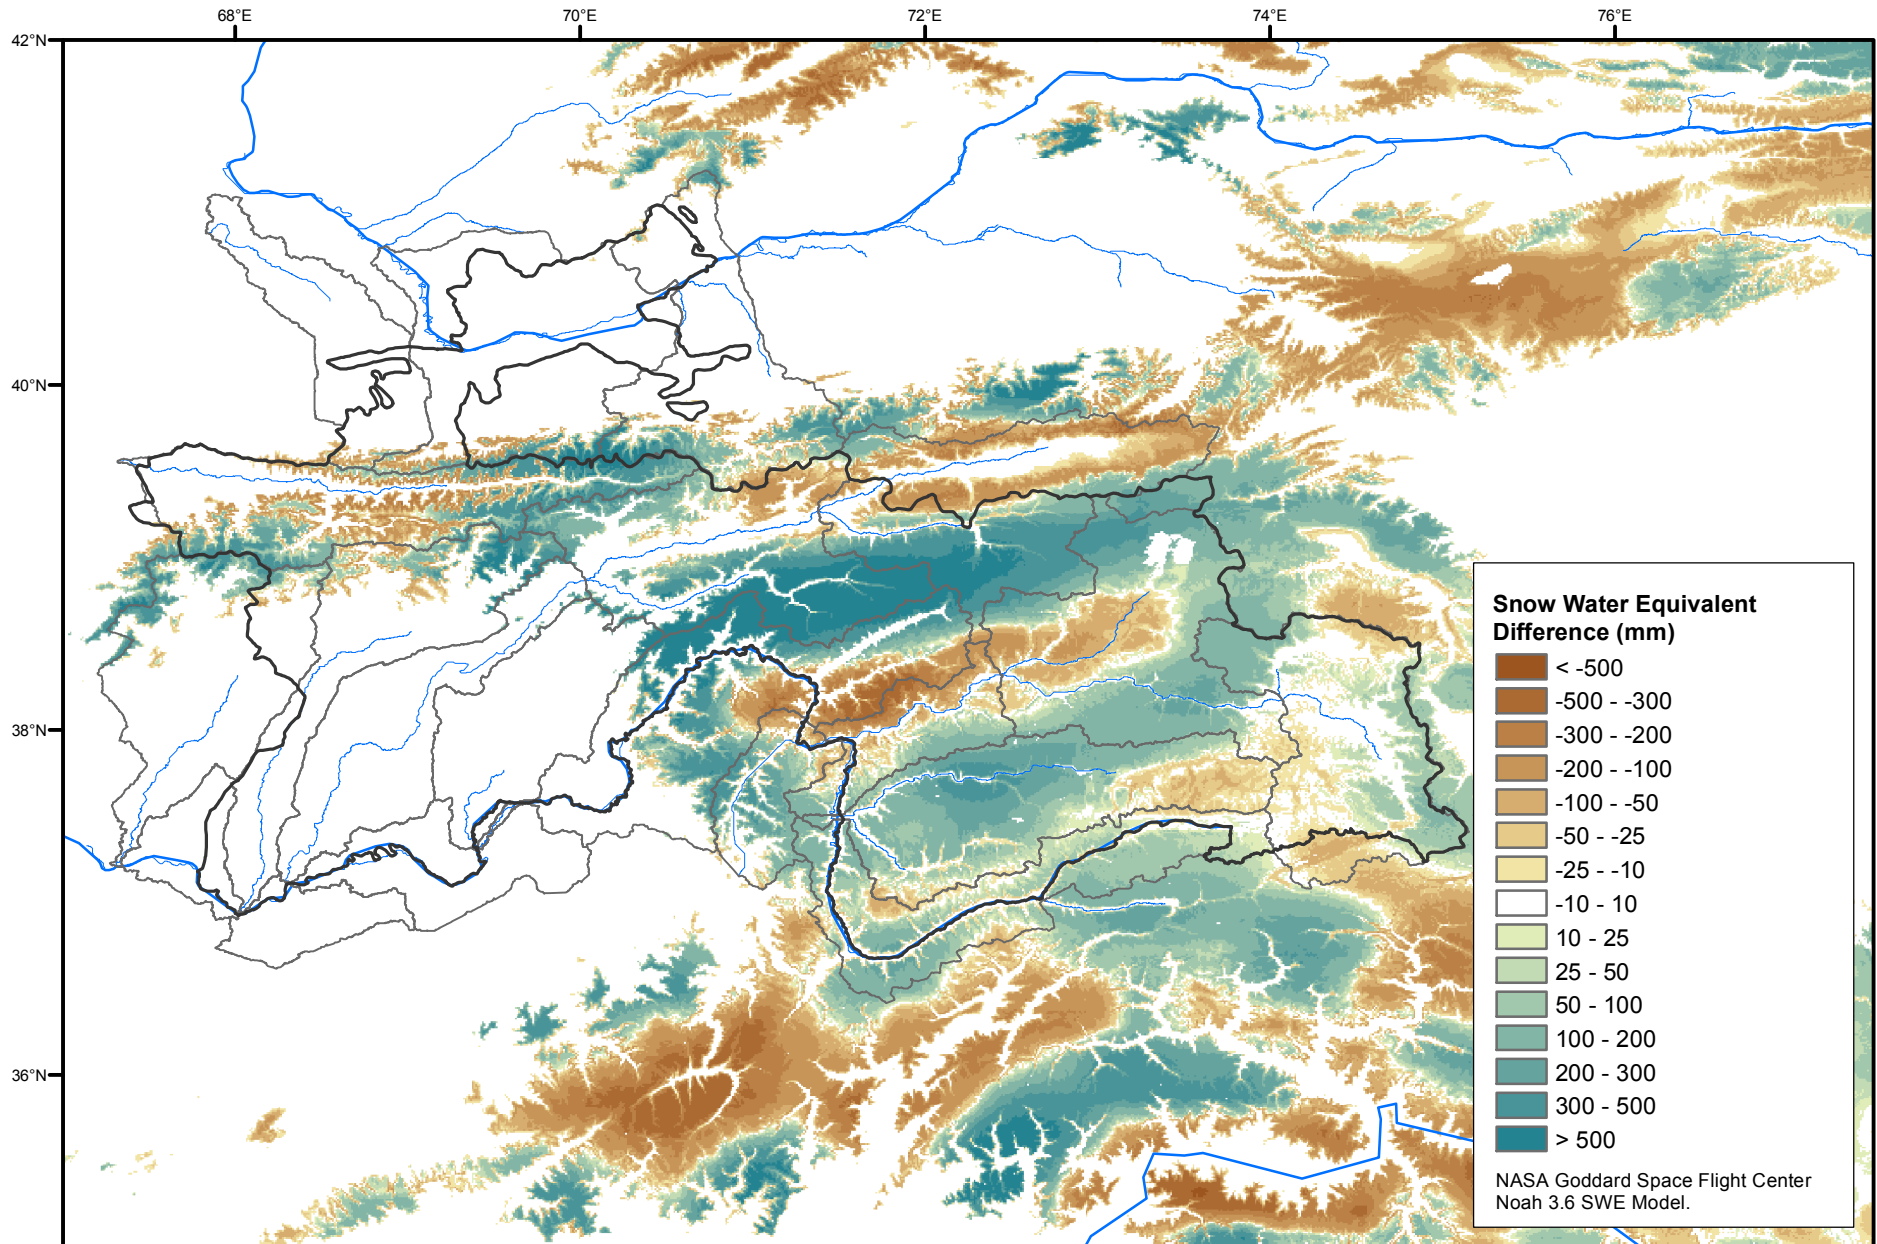 68°E 70°E 72°E 74°E 76°E
42°N
40°N
38°N
36°N
Snow Water Equivalent
Difference (mm)
< -500
-500 - -300
-300 - -200
-200 - -100
-100 - -50
-50 - -25
-25 - -10
-10 - 10
10 - 25
25 - 50
50 - 100
100 - 200
200 - 300
300 - 500
> 500
NASA Goddard Space Flight Center
Noah 3.6 SWE Model.